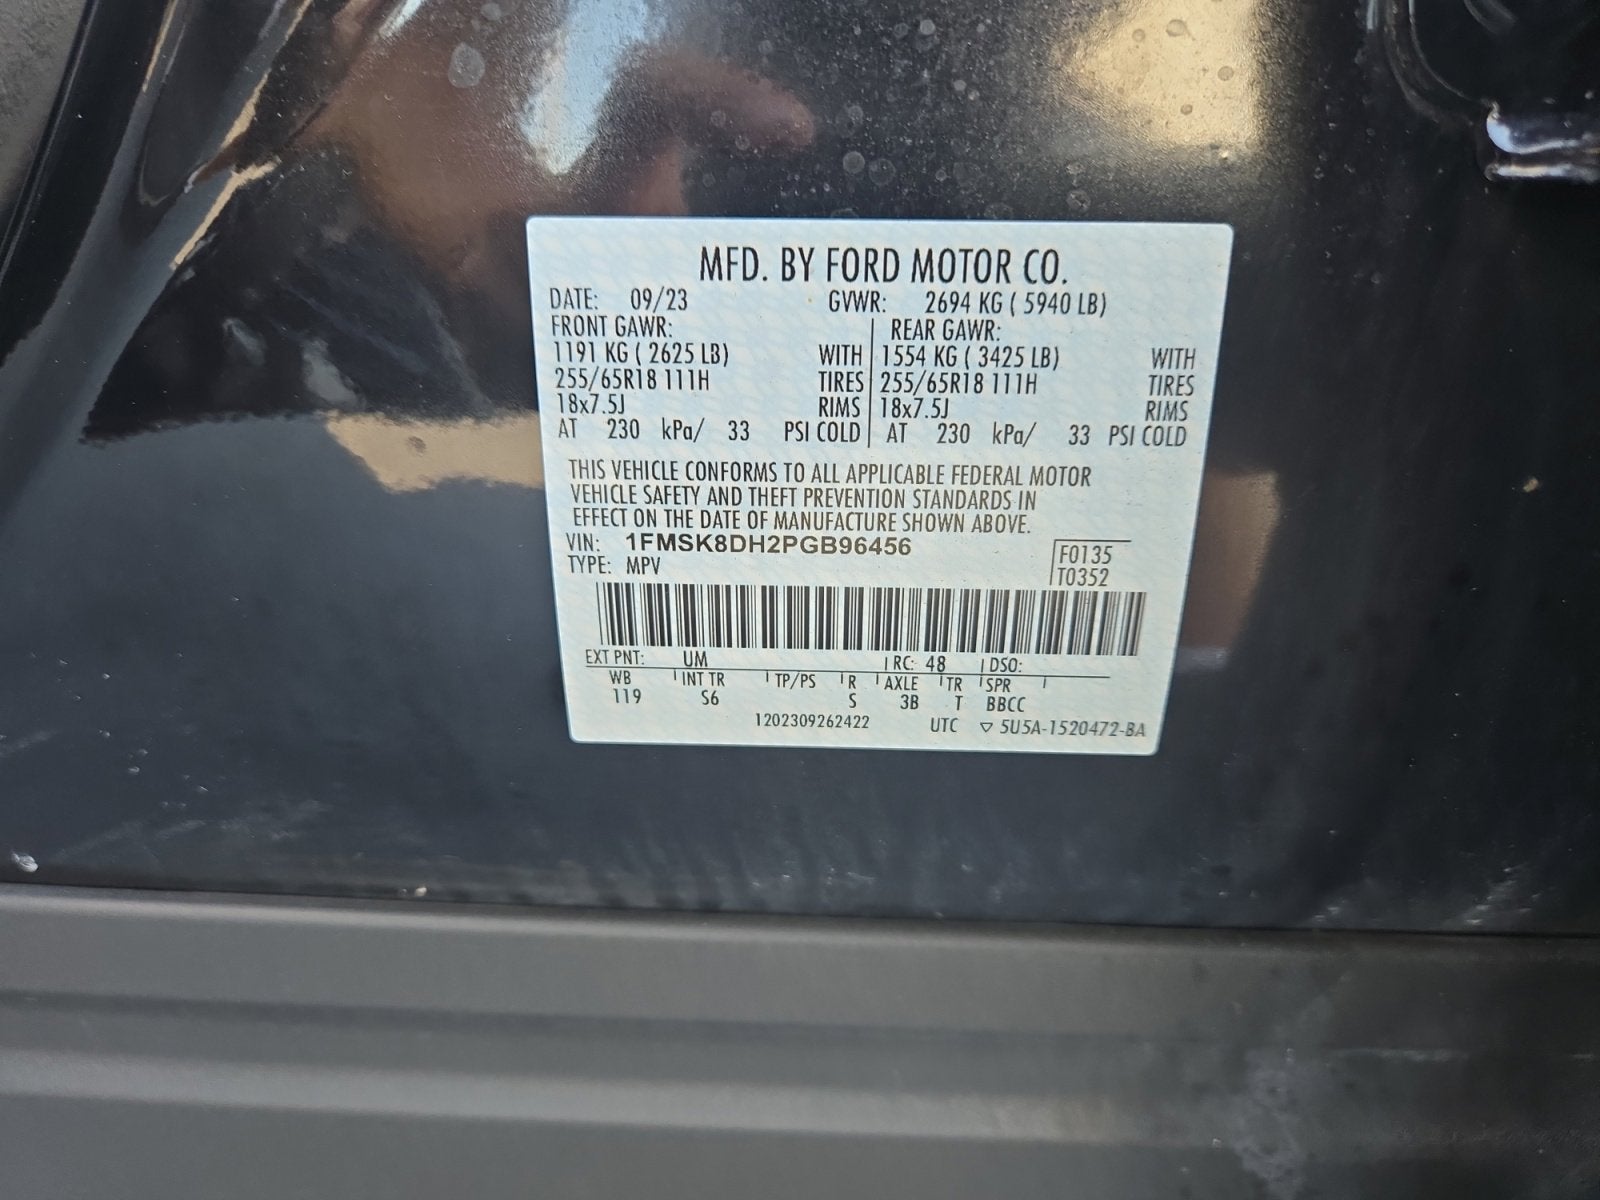 MFD. BY FORD MOTOR CO.
DATE: 09/23 GVWR: 2694 KG ( 5940 LB)
FRONT GAWR: REAR GAWR:
1191 KG ( 2625 LB) WITH 1554 KG ( 3425 LB) WITH
255/65R18 111H TIRES 255/65R18 111H TIRES
18x7.5J RIMS 18x7.5J RIMS
AT 230 kPa/ 33 PSI COLD AT 230 kPa/ 33 PSI COLD
THIS VEHICLE CONFORMS TO ALL APPLICABLE FEDERAL MOTOR
VEHICLE SAFETY AND THEFT PREVENTION STANDARDS IN
EFFECT ON THE DATE OF MANUFACTURE SHOWN ABOVE.
VIN: 1FMSK8DH2PGB96456 F0135
TYPE: MPV T0352
EXT PNT: UM RC: 48 DSO:
WB INT TR TP/PS R AXLE TR SPR
119 S6 S 3B T BBCC
1202309262422 UTC ▽ 5U5A-1520472-BA